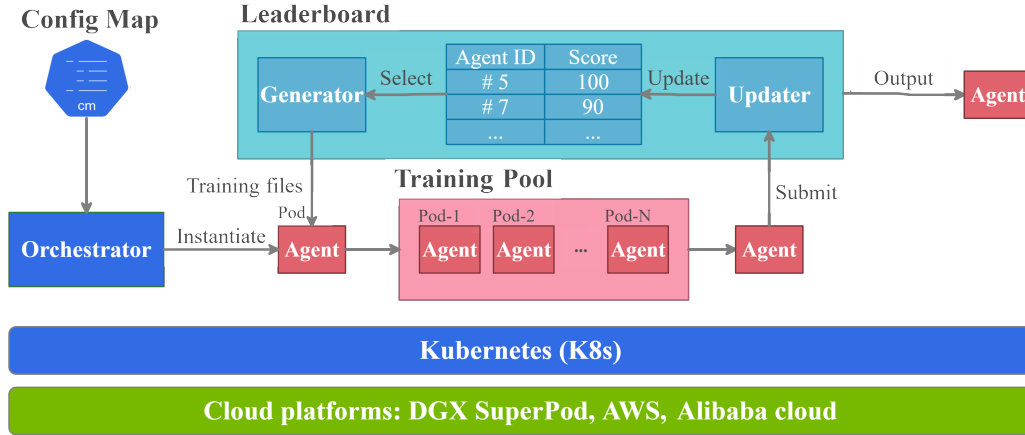 Config Map
cm
Leaderboard
Generator
Select
Agent ID Score
# 5 100
# 7 90
... ...
Update
Updater
Output
Agent
Training files
Training Pool
Submit
Orchestrator
Instantiate
Pod
Agent
Pod-1 Pod-2 Pod-N
Agent Agent ... Agent
Agent
Kubernetes (K8s)
Cloud platforms: DGX SuperPod, AWS, Alibaba cloud